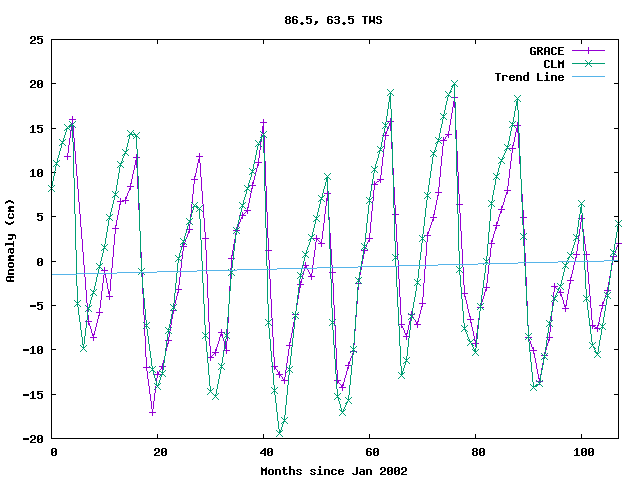 86.5, 63.5 TWS
GRACE
CLM
Trend Line
25
20
15
10
5
0
-5
-10
-15
-20
Anomaly (cm)
0 20 40 60 80 100
Months since Jan 2002